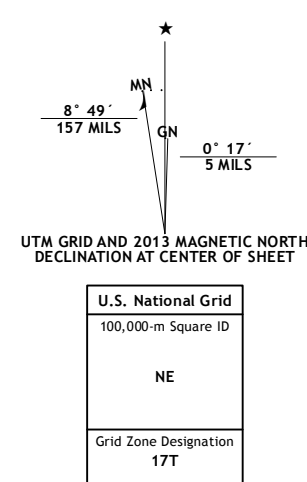 ★
MN
8° 49´
157 MILS
GN
0° 17´
5 MILS
UTM GRID AND 2013 MAGNETIC NORTH
DECLINATION AT CENTER OF SHEET
U.S. National Grid
100,000-m Square ID
NE
Grid Zone Designation
17T